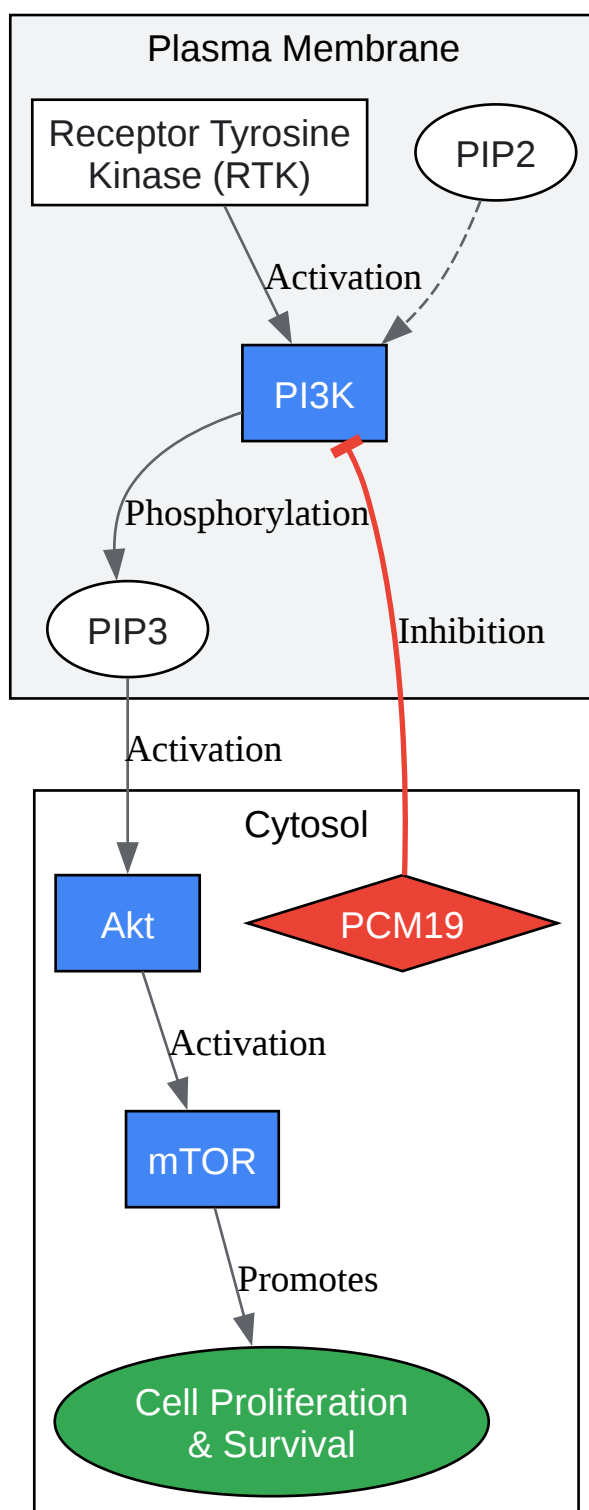 Plasma Membrane
Receptor Tyrosine
Kinase (RTK)
PIP2
Activation
PI3K
Phosphorylation
PIP3
Inhibition
Activation
Cytosol
Akt
PCM19
Activation
mTOR
Promotes
Cell Proliferation
& Survival